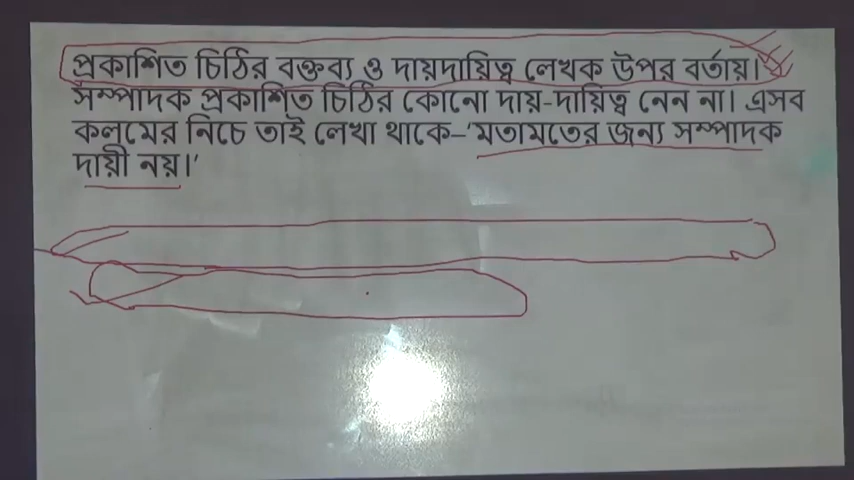 প্রকাশিত চিঠির বক্তব্য ও দায়দায়িত্ব লেখক উপর বর্তায়।
সম্পাদক প্রকাশিত চিঠির কোনো দায়-দায়িত্ব নেন না। এসব
কলমের নিচে তাই লেখা থাকে–‘মতামতের জন্য সম্পাদক
দায়ী নয়।’